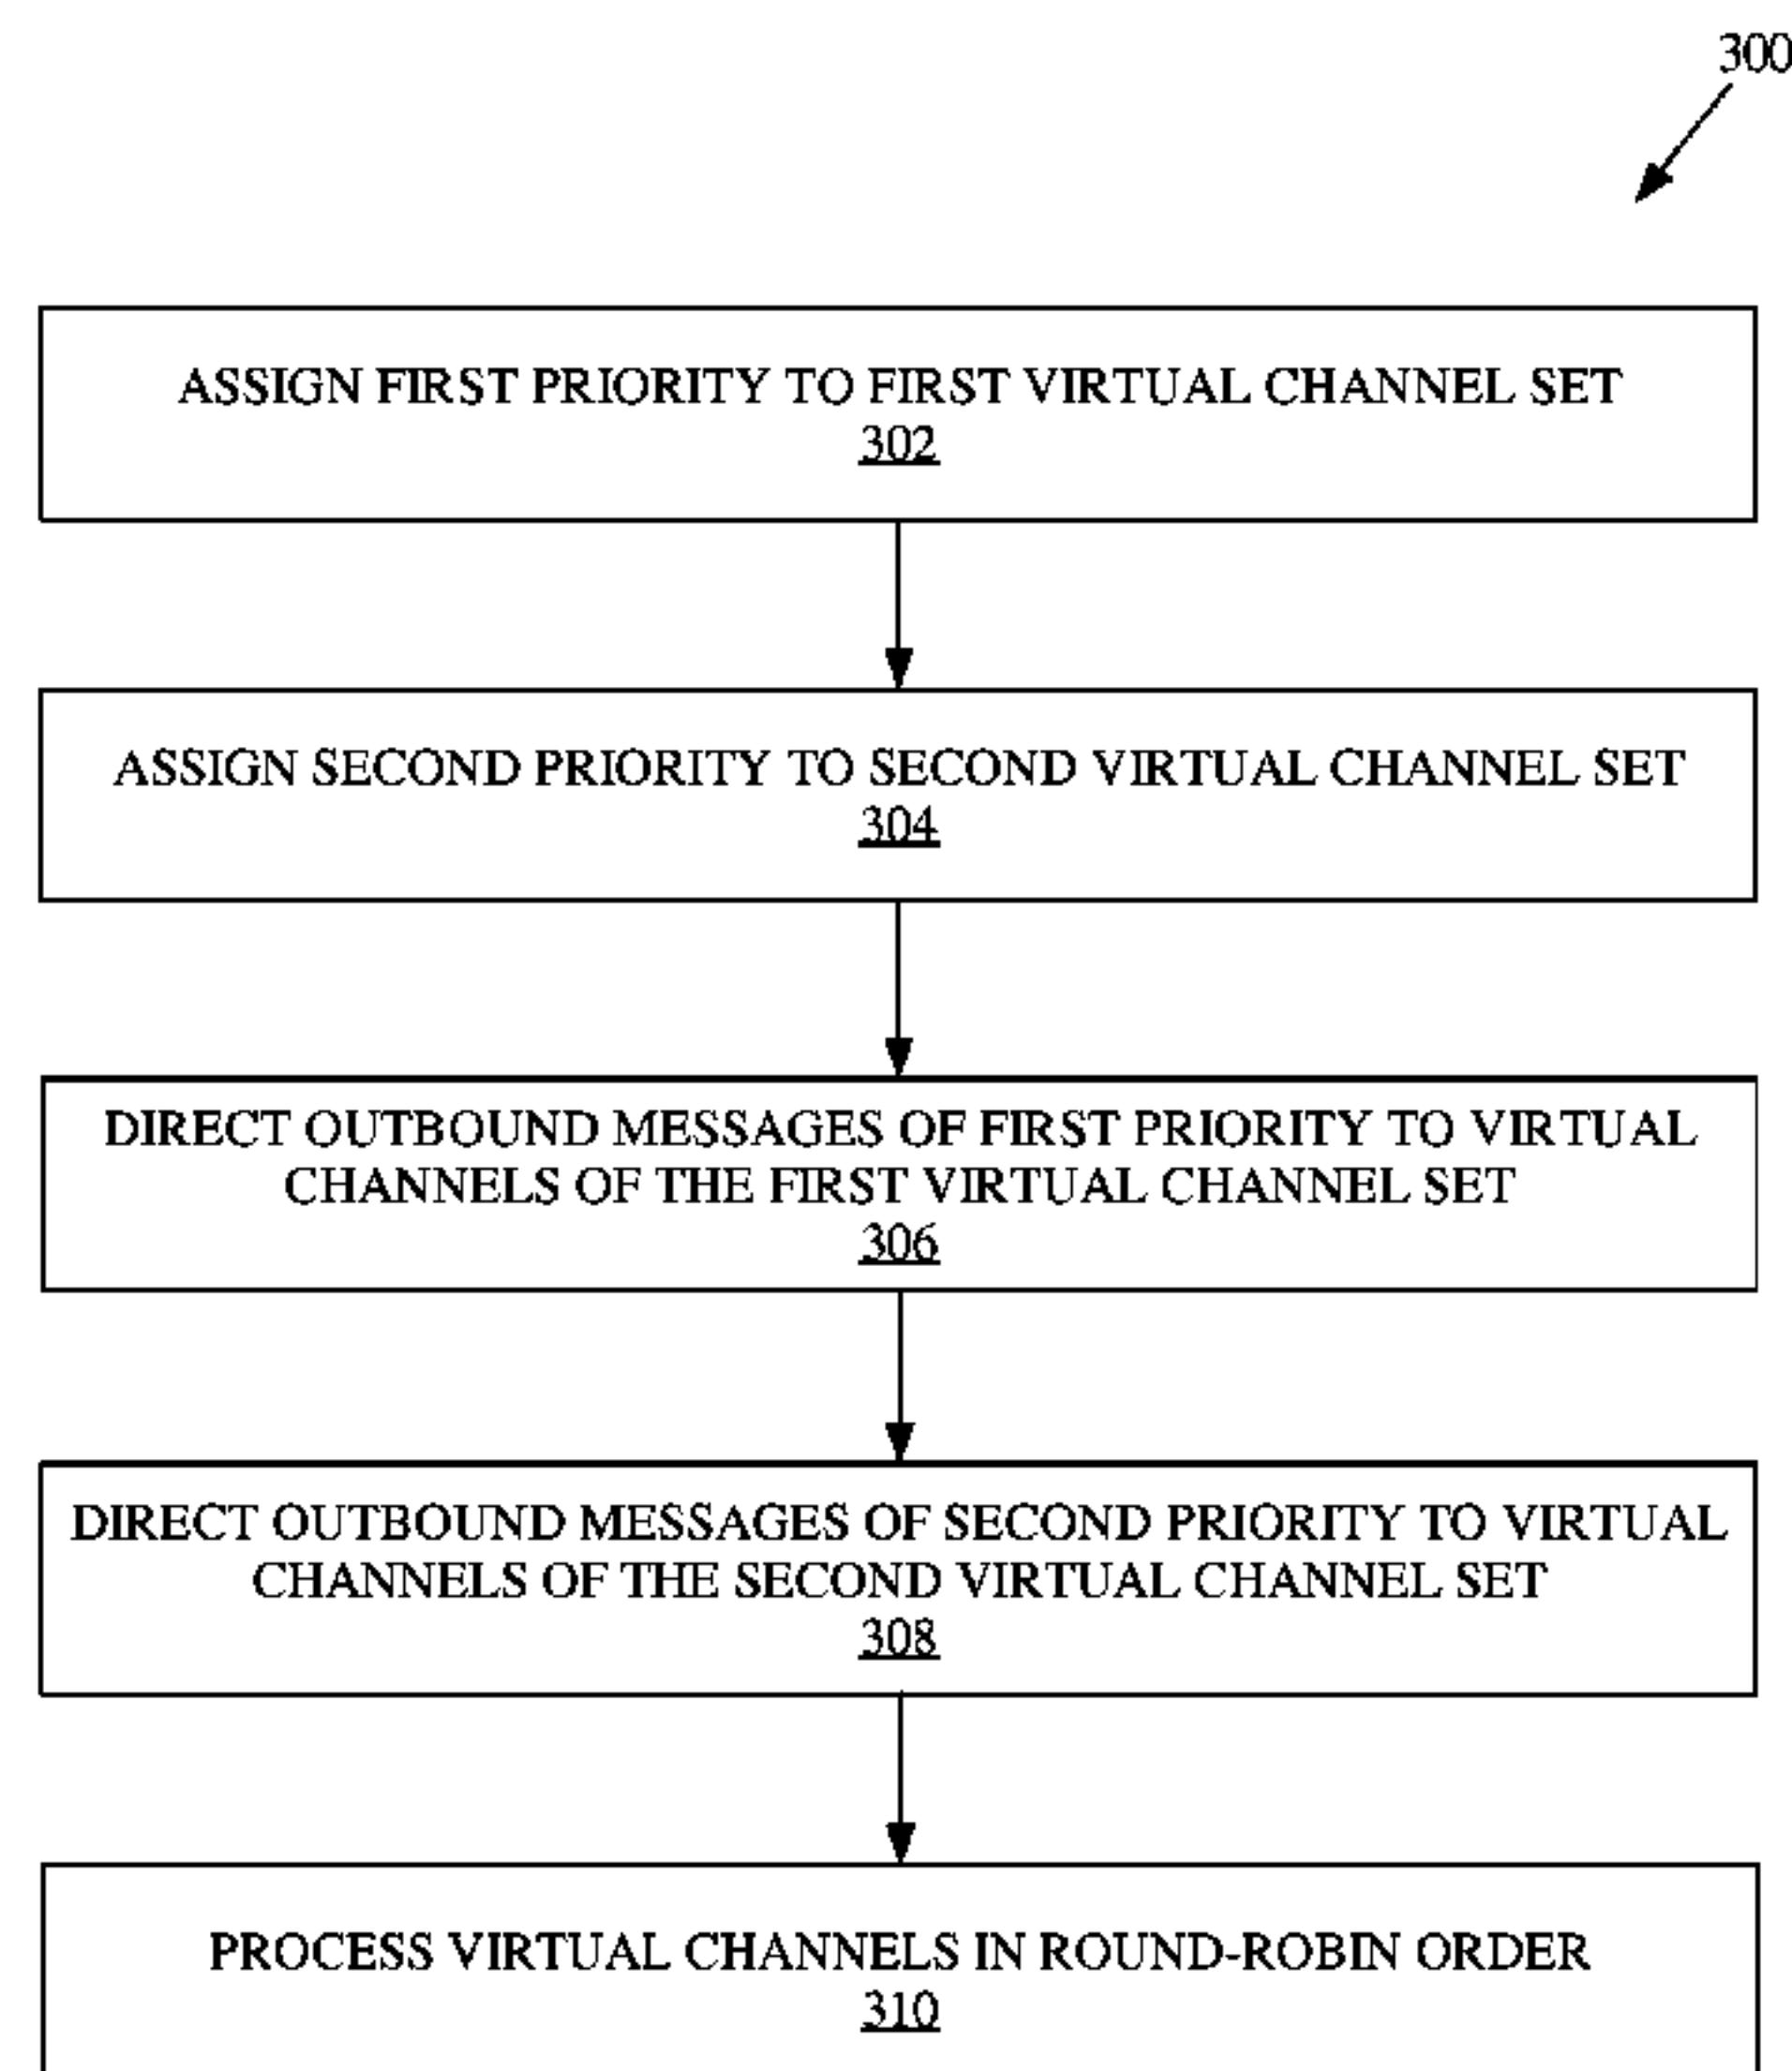 300
ASSIGN FIRST PRIORITY TO FIRST VIRTUAL CHANNEL SET
302
ASSIGN SECOND PRIORITY TO SECOND VIRTUAL CHANNEL SET
304
DIRECT OUTBOUND MESSAGES OF FIRST PRIORITY TO VIRTUAL
CHANNELS OF THE FIRST VIRTUAL CHANNEL SET
306
DIRECT OUTBOUND MESSAGES OF SECOND PRIORITY TO VIRTUAL
CHANNELS OF THE SECOND VIRTUAL CHANNEL SET
308
PROCESS VIRTUAL CHANNELS IN ROUND-ROBIN ORDER
310